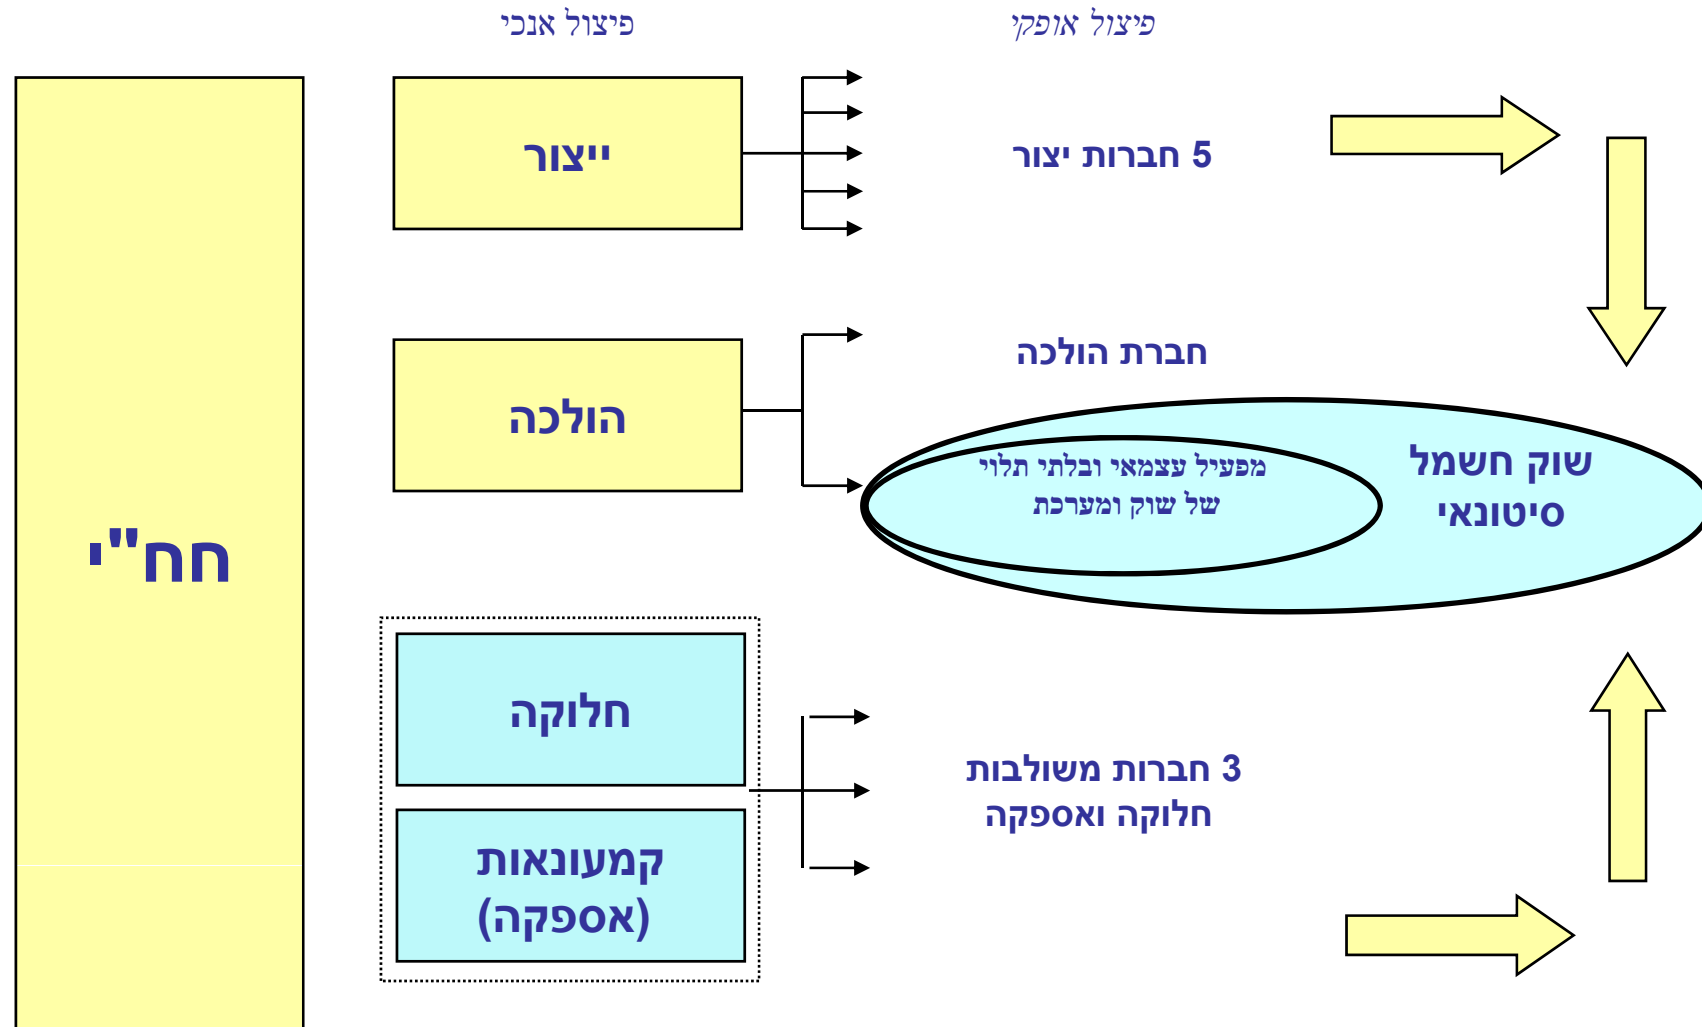 פיצול אופקי
פיצול אנכי
חח"י
ייצור
5 חברות יצור
הולכה
חברת הולכה
מפעיל עצמאי ובלתי תלוי
של שוק ומערכת
שוק חשמל
סיטונאי
חלוקה
קמעונאות
(אספקה)
3 חברות משולבות
חלוקה ואספקה